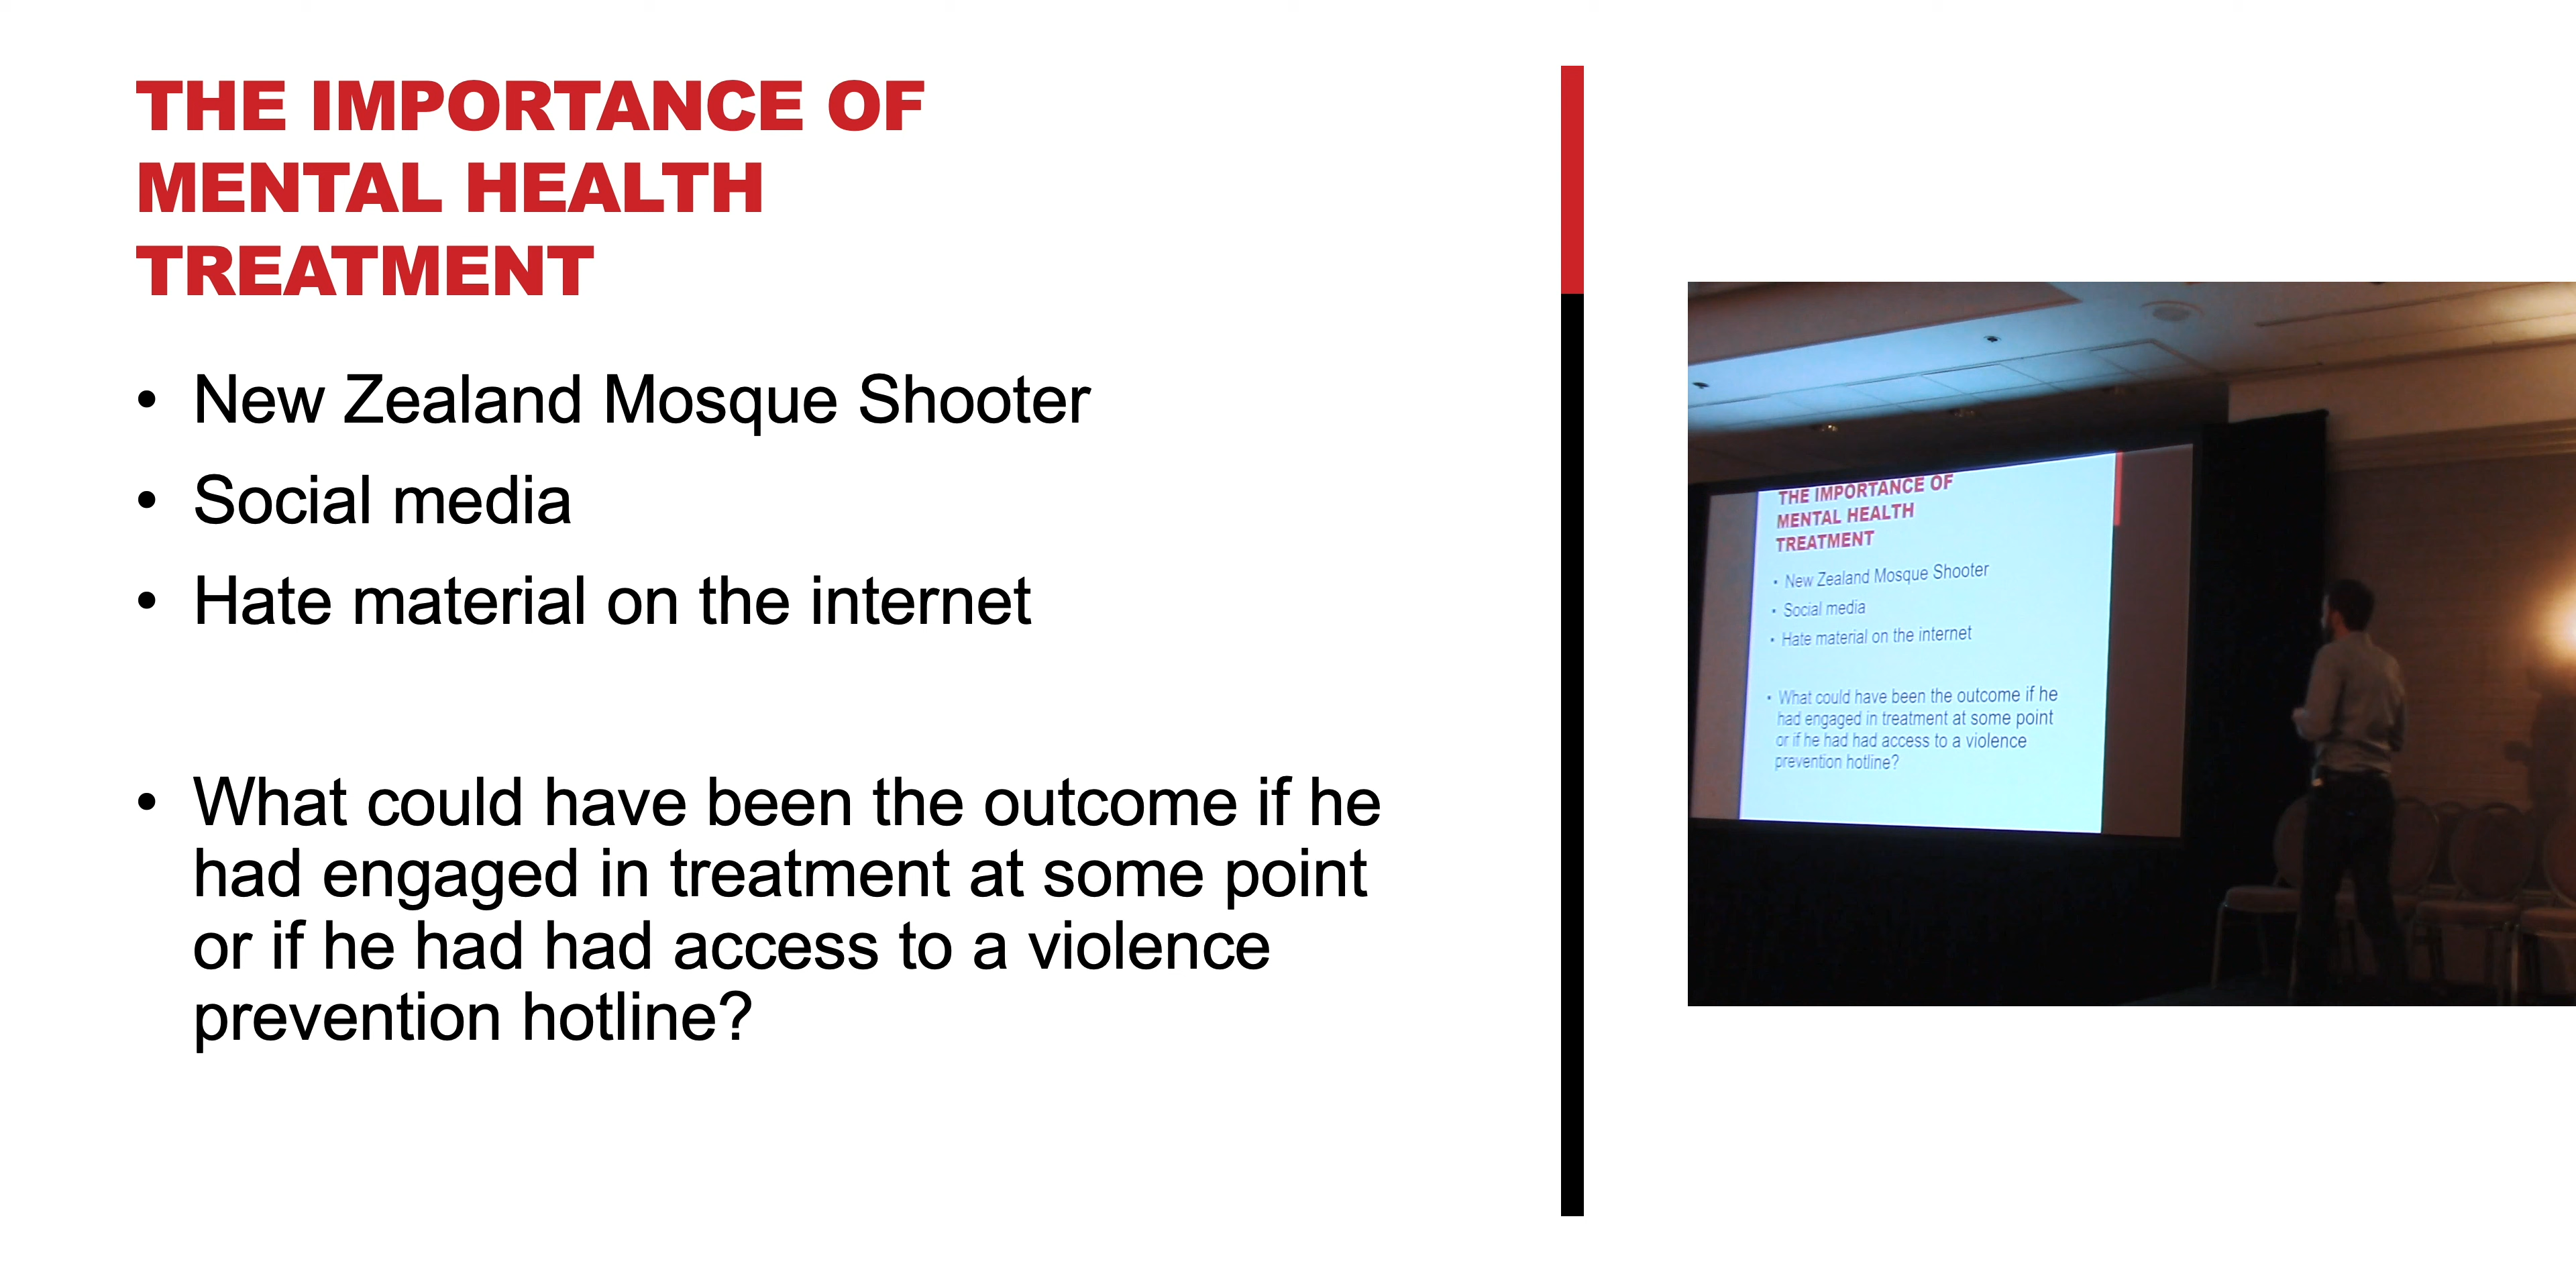 THE IMPORTANCE OF
MENTAL HEALTH
TREATMENT
• New Zealand Mosque Shooter
• Social media
• Hate material on the internet
• What could have been the outcome if he
had engaged in treatment at some point
or if he had had access to a violence
prevention hotline?
THE IMPORTANCE OF
MENTAL HEALTH
TREATMENT
• New Zealand Mosque Shooter
• Social media
• Hate material on the internet
• What could have been the outcome if he
had engaged in treatment at some point
or if he had had access to a violence
prevention hotline?